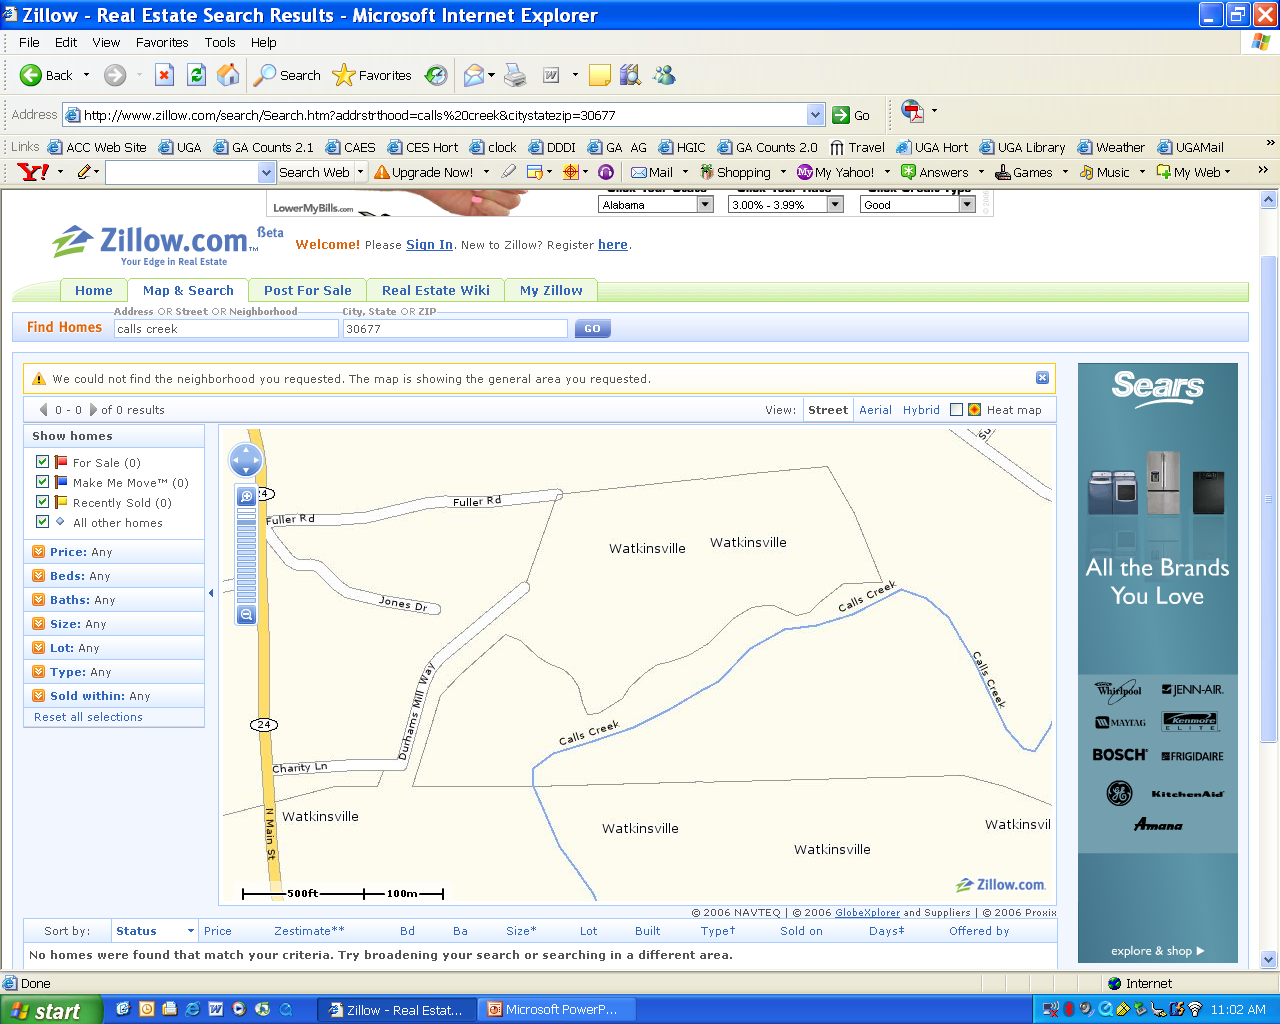 Zillow - Real Estate Search Results - Microsoft Internet Explorer
File Edit View Favorites Tools Help
Back Search Favorites
Address http://www.zillow.com/search/Search.htm?addrstrthood=calls%20creek&citystatezip=30677 Go
Links ACC Web Site UGA GA Counts 2.1 CAES CES Hort clock DDDI GA AG HGIC GA Counts 2.0 Travel UGA Hort UGA Library Weather UGAMail »
Y! Search Web Upgrade Now! Mail Shopping My Yahoo! Answers Games Music My Web »
LowerMyBills.com Alabama 3.00% - 3.99% Good
Zillow.com™ Beta
Your Edge in Real Estate
Welcome! Please Sign In. New to Zillow? Register here.
Home Map & Search Post For Sale Real Estate Wiki My Zillow
Address OR Street OR Neighborhood City, State OR ZIP
Find Homes calls creek 30677 GO
We could not find the neighborhood you requested. The map is showing the general area you requested.
0 - 0 of 0 results View: Street Aerial Hybrid Heat map
Show homes
For Sale (0)
Make Me Move™ (0)
Recently Sold (0)
All other homes
Price: Any
Beds: Any
Baths: Any
Size: Any
Lot: Any
Type: Any
Sold within: Any
Reset all selections
24
Fuller Rd
Fuller Rd
Watkinsville
Watkinsville
Jones Dr
Calls Creek
Calls Creek
Durhams Mill Way
Calls Creek
24
Charity Ln
Watkinsville
N Main St
Watkinsville
Watkinsvil
Watkinsville
500ft 100m
Zillow.com
© 2006 NAVTEQ | © 2006 GlobeXplorer and Suppliers | © 2006 Proxix
Sort by: Status Price Zestimate** Bd Ba Size* Lot Built Type† Sold on Days‡ Offered by
No homes were found that match your criteria. Try broadening your search or searching in a different area.
Sears
All the Brands
You Love
Whirlpool JENN-AIR
MAYTAG Kenmore ELITE
BOSCH FRIGIDAIRE
GE KitchenAid
Amana
explore & shop
Done Internet
start Zillow - Real Estat... Microsoft PowerP... 11:02 AM